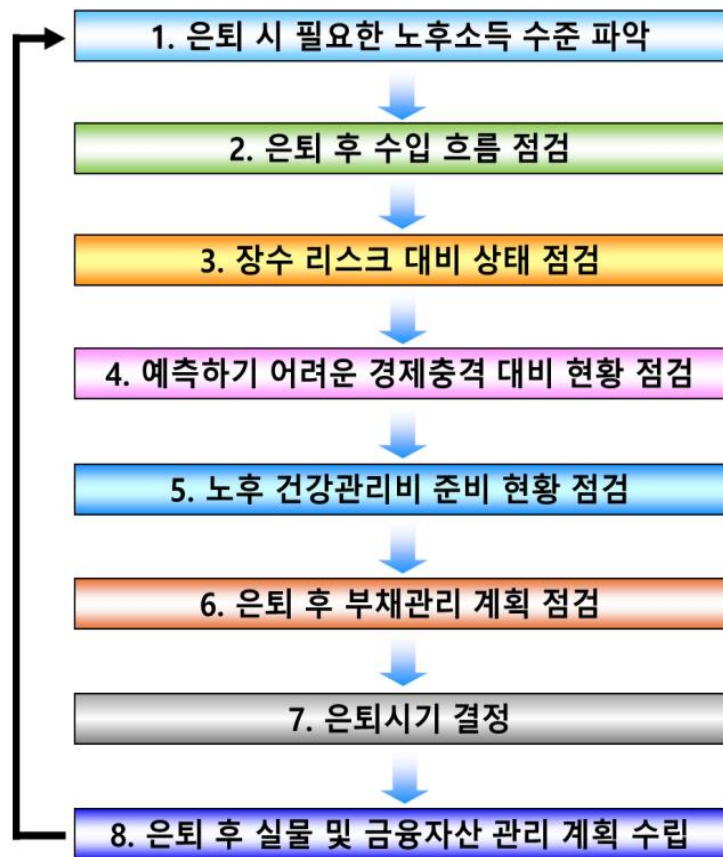 1. 은퇴 시 필요한 노후소득 수준 파악
2. 은퇴 후 수입 흐름 점검
3. 장수 리스크 대비 상태 점검
4. 예측하기 어려운 경제충격 대비 현황 점검
5. 노후 건강관리비 준비 현황 점검
6. 은퇴 후 부채관리 계획 점검
7. 은퇴시기 결정
8. 은퇴 후 실물 및 금융자산 관리 계획 수립